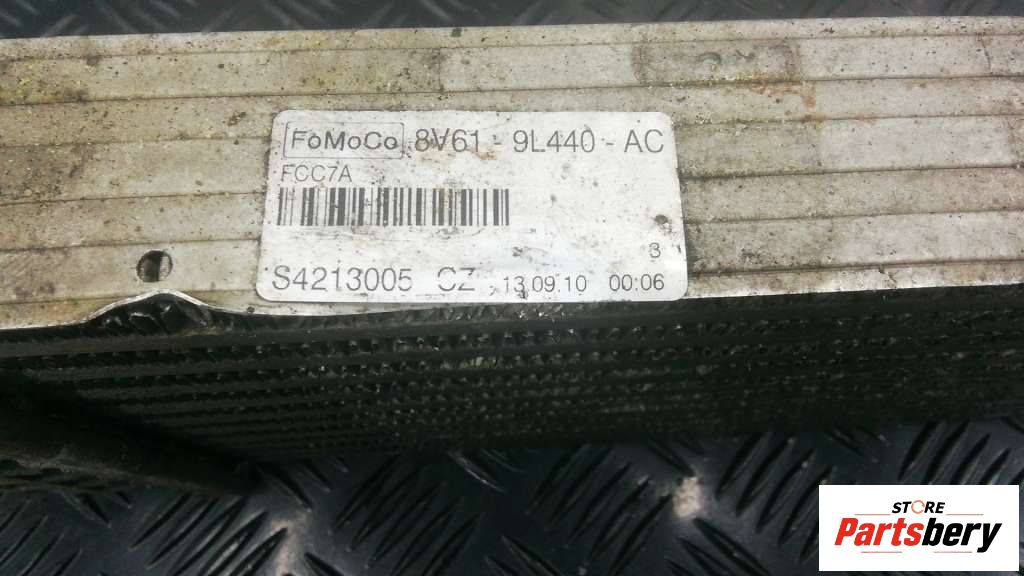 FoMoCo 8V61 - 9L440 - AC
FCC7A
3
S4213005 CZ 13.09.10 00:06
STORE
Partsbery